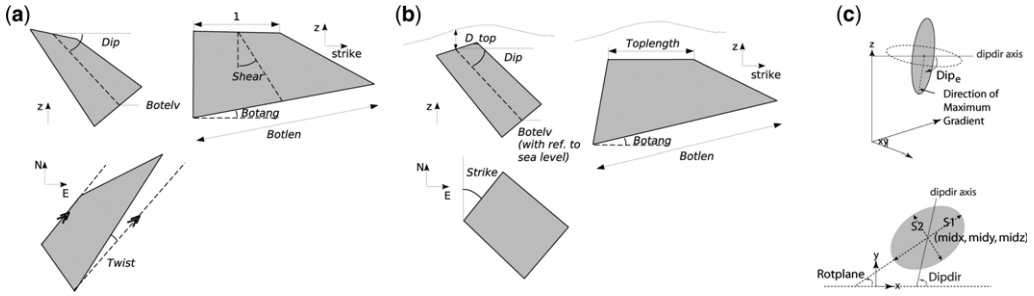 (a)
Dip
z
Botelv
1
z
strike
Shear
Botang
Botlen
N
E
Twist
(b)
D_top
Dip
z
Botelv
(with ref. to
sea level)
Toplength
z
strike
Botang
Botlen
N
E
Strike
(c)
z
dipdir axis
Dipe
Direction of
Maximum
Gradient
xy
dipdir axis
S2
S1
(midx, midy, midz)
y
x
Rotplane
Dipdir